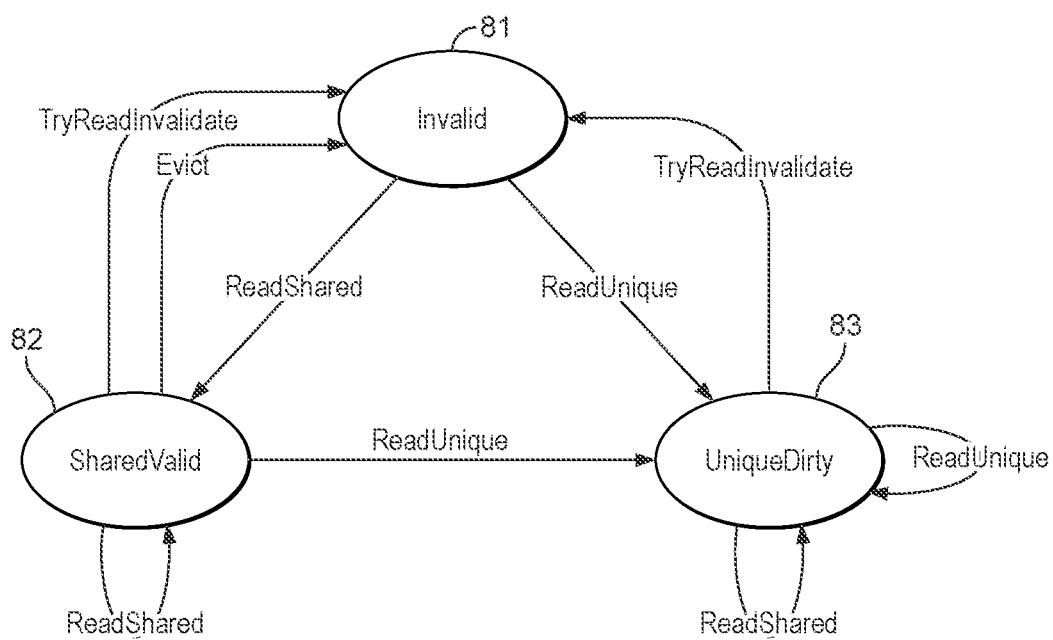 81
TryReadInvalidate
Invalid
Evict
TryReadInvalidate
ReadShared
ReadUnique
82
83
SharedValid
ReadUnique
UniqueDirty
ReadUnique
ReadShared
ReadShared